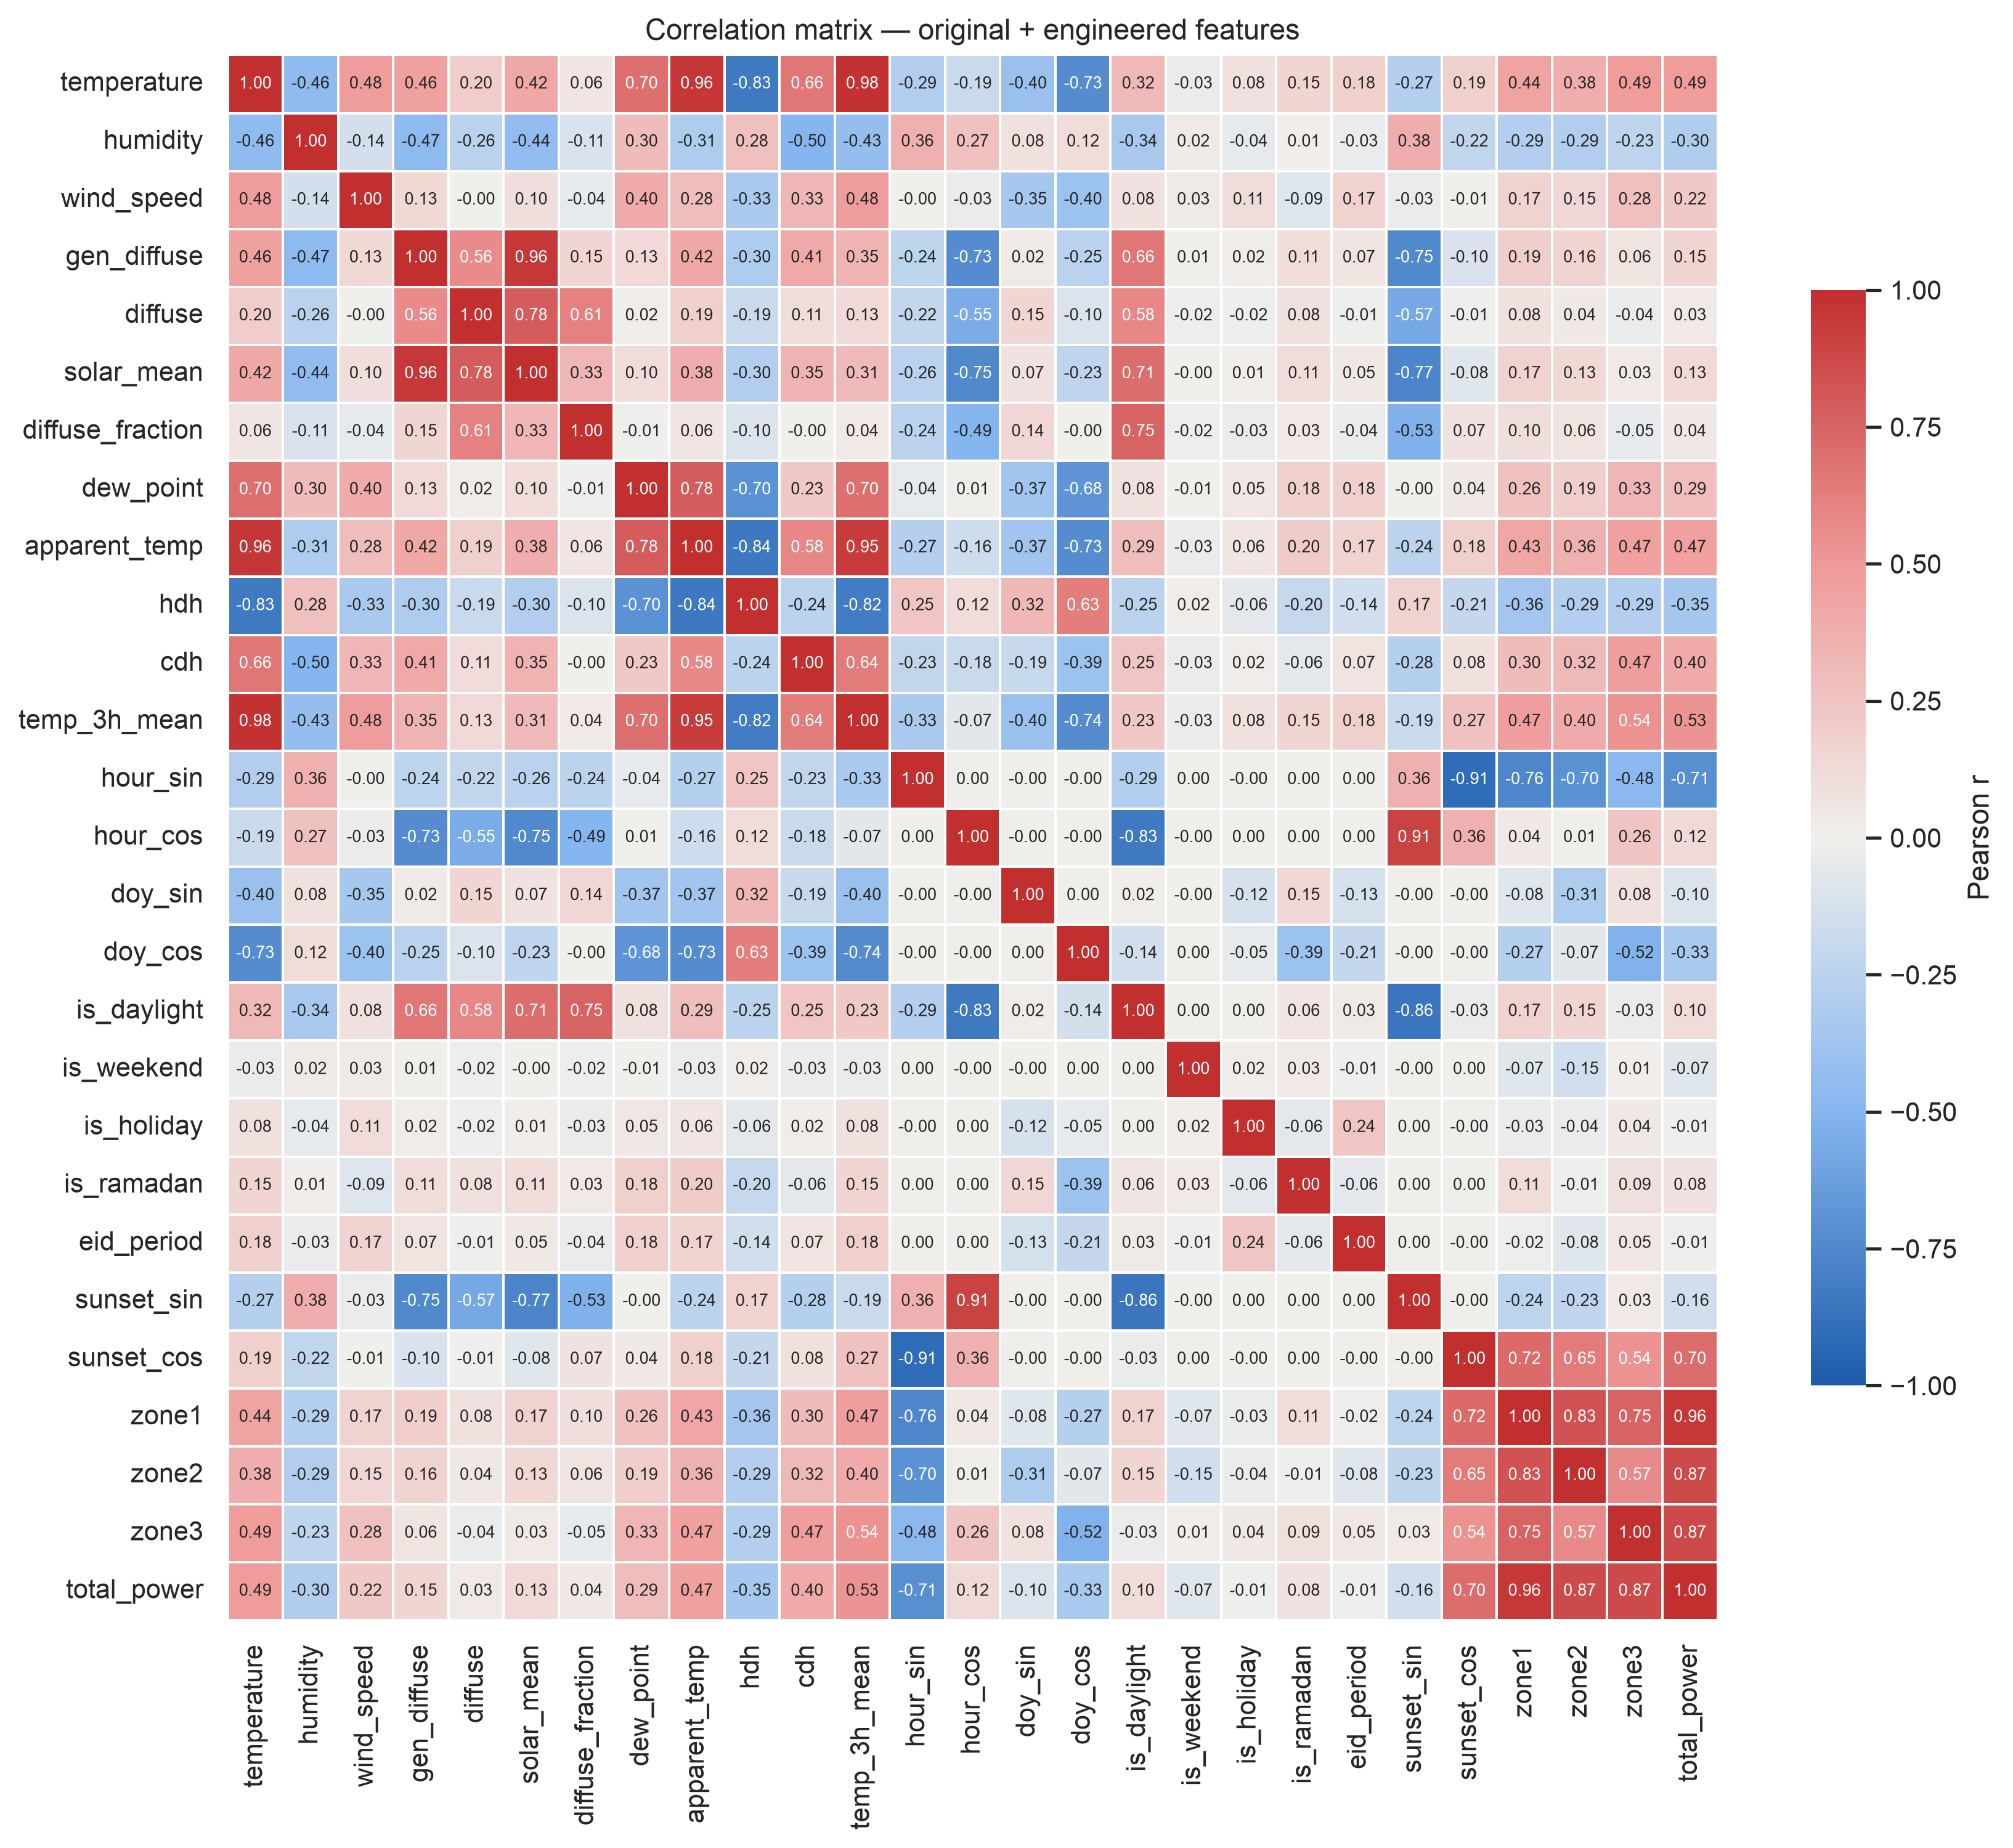 Correlation matrix — original + engineered features
temperature 1.00 -0.46 0.48 0.46 0.20 0.42 0.06 0.70 0.96 -0.83 0.66 0.98 -0.29 -0.19 -0.40 -0.73 0.32 -0.03 0.08 0.15 0.18 -0.27 0.19 0.44 0.38 0.49 0.49
humidity -0.46 1.00 -0.14 -0.47 -0.26 -0.44 -0.11 0.30 -0.31 0.28 -0.50 -0.43 0.36 0.27 0.08 0.12 -0.34 0.02 -0.04 0.01 -0.03 0.38 -0.22 -0.29 -0.29 -0.23 -0.30
wind_speed 0.48 -0.14 1.00 0.13 -0.00 0.10 -0.04 0.40 0.28 -0.33 0.33 0.48 -0.00 -0.03 -0.35 -0.40 0.08 0.03 0.11 -0.09 0.17 -0.03 -0.01 0.17 0.15 0.28 0.22
gen_diffuse 0.46 -0.47 0.13 1.00 0.56 0.96 0.15 0.13 0.42 -0.30 0.41 0.35 -0.24 -0.73 0.02 -0.25 0.66 0.01 0.02 0.11 0.07 -0.75 -0.10 0.19 0.16 0.06 0.15
diffuse 0.20 -0.26 -0.00 0.56 1.00 0.78 0.61 0.02 0.19 -0.19 0.11 0.13 -0.22 -0.55 0.15 -0.10 0.58 -0.02 -0.02 0.08 -0.01 -0.57 -0.01 0.08 0.04 -0.04 0.03
solar_mean 0.42 -0.44 0.10 0.96 0.78 1.00 0.33 0.10 0.38 -0.30 0.35 0.31 -0.26 -0.75 0.07 -0.23 0.71 -0.00 0.01 0.11 0.05 -0.77 -0.08 0.17 0.13 0.03 0.13
diffuse_fraction 0.06 -0.11 -0.04 0.15 0.61 0.33 1.00 -0.01 0.06 -0.10 -0.00 0.04 -0.24 -0.49 0.14 -0.00 0.75 -0.02 -0.03 0.03 -0.04 -0.53 0.07 0.10 0.06 -0.05 0.04
dew_point 0.70 0.30 0.40 0.13 0.02 0.10 -0.01 1.00 0.78 -0.70 0.23 0.70 -0.04 0.01 -0.37 -0.68 0.08 -0.01 0.05 0.18 0.18 -0.00 0.04 0.26 0.19 0.33 0.29
apparent_temp 0.96 -0.31 0.28 0.42 0.19 0.38 0.06 0.78 1.00 -0.84 0.58 0.95 -0.27 -0.16 -0.37 -0.73 0.29 -0.03 0.06 0.20 0.17 -0.24 0.18 0.43 0.36 0.47 0.47
hdh -0.83 0.28 -0.33 -0.30 -0.19 -0.30 -0.10 -0.70 -0.84 1.00 -0.24 -0.82 0.25 0.12 0.32 0.63 -0.25 0.02 -0.06 -0.20 -0.14 0.17 -0.21 -0.36 -0.29 -0.29 -0.35
cdh 0.66 -0.50 0.33 0.41 0.11 0.35 -0.00 0.23 0.58 -0.24 1.00 0.64 -0.23 -0.18 -0.19 -0.39 0.25 -0.03 0.02 -0.06 0.07 -0.28 0.08 0.30 0.32 0.47 0.40
temp_3h_mean 0.98 -0.43 0.48 0.35 0.13 0.31 0.04 0.70 0.95 -0.82 0.64 1.00 -0.33 -0.07 -0.40 -0.74 0.23 -0.03 0.08 0.15 0.18 -0.19 0.27 0.47 0.40 0.54 0.53
hour_sin -0.29 0.36 -0.00 -0.24 -0.22 -0.26 -0.24 -0.04 -0.27 0.25 -0.23 -0.33 1.00 0.00 -0.00 -0.00 -0.29 0.00 -0.00 0.00 0.00 0.36 -0.91 -0.76 -0.70 -0.48 -0.71
hour_cos -0.19 0.27 -0.03 -0.73 -0.55 -0.75 -0.49 0.01 -0.16 0.12 -0.18 -0.07 0.00 1.00 -0.00 -0.00 -0.83 -0.00 0.00 0.00 0.00 0.91 0.36 0.04 0.01 0.26 0.12
doy_sin -0.40 0.08 -0.35 0.02 0.15 0.07 0.14 -0.37 -0.37 0.32 -0.19 -0.40 -0.00 -0.00 1.00 0.00 0.02 -0.00 -0.12 0.15 -0.13 -0.00 -0.00 -0.08 -0.31 0.08 -0.10
doy_cos -0.73 0.12 -0.40 -0.25 -0.10 -0.23 -0.00 -0.68 -0.73 0.63 -0.39 -0.74 -0.00 -0.00 0.00 1.00 -0.14 0.00 -0.05 -0.39 -0.21 -0.00 -0.00 -0.27 -0.07 -0.52 -0.33
is_daylight 0.32 -0.34 0.08 0.66 0.58 0.71 0.75 0.08 0.29 -0.25 0.25 0.23 -0.29 -0.83 0.02 -0.14 1.00 0.00 0.00 0.06 0.03 -0.86 -0.03 0.17 0.15 -0.03 0.10
is_weekend -0.03 0.02 0.03 0.01 -0.02 -0.00 -0.02 -0.01 -0.03 0.02 -0.03 -0.03 0.00 -0.00 -0.00 0.00 0.00 1.00 0.02 0.03 -0.01 -0.00 0.00 -0.07 -0.15 0.01 -0.07
is_holiday 0.08 -0.04 0.11 0.02 -0.02 0.01 -0.03 0.05 0.06 -0.06 0.02 0.08 -0.00 0.00 -0.12 -0.05 0.00 0.02 1.00 -0.06 0.24 0.00 -0.00 -0.03 -0.04 0.04 -0.01
is_ramadan 0.15 0.01 -0.09 0.11 0.08 0.11 0.03 0.18 0.20 -0.20 -0.06 0.15 0.00 0.00 0.15 -0.39 0.06 0.03 -0.06 1.00 -0.06 0.00 0.00 0.11 -0.01 0.09 0.08
eid_period 0.18 -0.03 0.17 0.07 -0.01 0.05 -0.04 0.18 0.17 -0.14 0.07 0.18 0.00 0.00 -0.13 -0.21 0.03 -0.01 0.24 -0.06 1.00 0.00 -0.00 -0.02 -0.08 0.05 -0.01
sunset_sin -0.27 0.38 -0.03 -0.75 -0.57 -0.77 -0.53 -0.00 -0.24 0.17 -0.28 -0.19 0.36 0.91 -0.00 -0.00 -0.86 -0.00 0.00 0.00 0.00 1.00 -0.00 -0.24 -0.23 0.03 -0.16
sunset_cos 0.19 -0.22 -0.01 -0.10 -0.01 -0.08 0.07 0.04 0.18 -0.21 0.08 0.27 -0.91 0.36 -0.00 -0.00 -0.03 0.00 -0.00 0.00 -0.00 -0.00 1.00 0.72 0.65 0.54 0.70
zone1 0.44 -0.29 0.17 0.19 0.08 0.17 0.10 0.26 0.43 -0.36 0.30 0.47 -0.76 0.04 -0.08 -0.27 0.17 -0.07 -0.03 0.11 -0.02 -0.24 0.72 1.00 0.83 0.75 0.96
zone2 0.38 -0.29 0.15 0.16 0.04 0.13 0.06 0.19 0.36 -0.29 0.32 0.40 -0.70 0.01 -0.31 -0.07 0.15 -0.15 -0.04 -0.01 -0.08 -0.23 0.65 0.83 1.00 0.57 0.87
zone3 0.49 -0.23 0.28 0.06 -0.04 0.03 -0.05 0.33 0.47 -0.29 0.47 0.54 -0.48 0.26 0.08 -0.52 -0.03 0.01 0.04 0.09 0.05 0.03 0.54 0.75 0.57 1.00 0.87
total_power 0.49 -0.30 0.22 0.15 0.03 0.13 0.04 0.29 0.47 -0.35 0.40 0.53 -0.71 0.12 -0.10 -0.33 0.10 -0.07 -0.01 0.08 -0.01 -0.16 0.70 0.96 0.87 0.87 1.00
temperature
humidity
wind_speed
gen_diffuse
diffuse
solar_mean
diffuse_fraction
dew_point
apparent_temp
hdh
cdh
temp_3h_mean
hour_sin
hour_cos
doy_sin
doy_cos
is_daylight
is_weekend
is_holiday
is_ramadan
eid_period
sunset_sin
sunset_cos
zone1
zone2
zone3
total_power
1.00
0.75
0.50
0.25
0.00
−0.25
−0.50
−0.75
−1.00
Pearson r